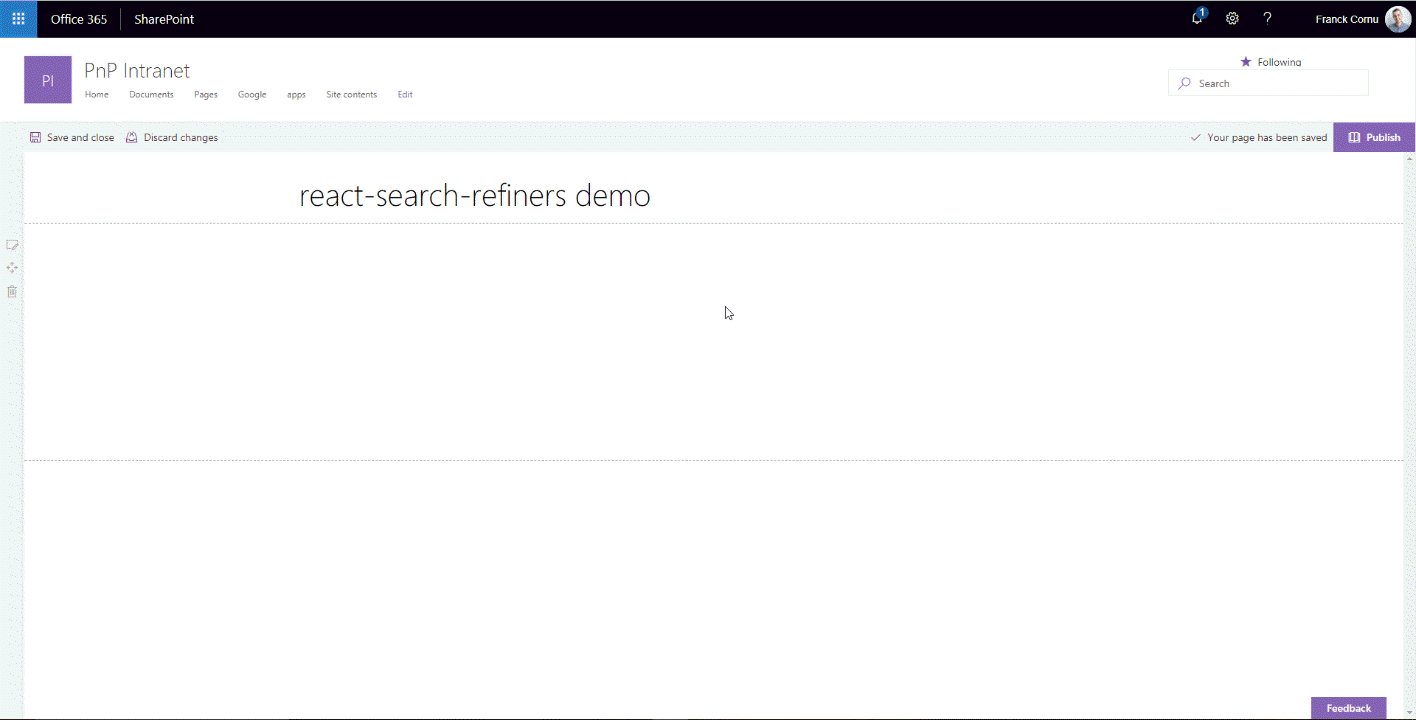 Office 365 SharePoint 1 ? Franck Cornu
PI PnP Intranet
Following
Home Documents Pages Google apps Site contents Edit
Search
Save and close Discard changes Your page has been saved Publish
react-search-refiners demo
Feedback